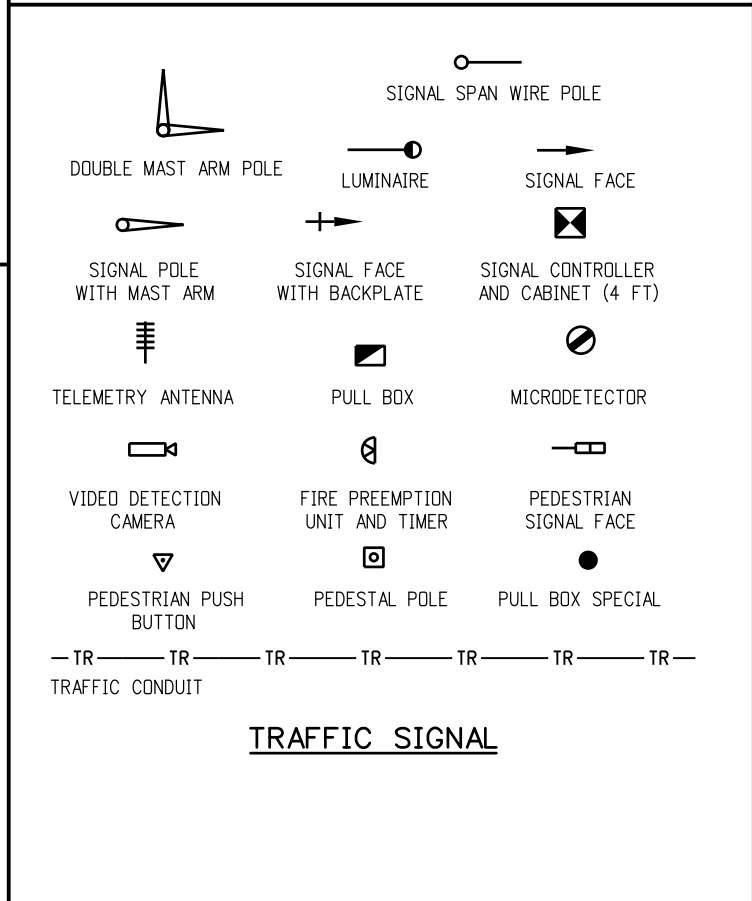 SIGNAL SPAN WIRE POLE
DOUBLE MAST ARM POLE
LUMINAIRE
SIGNAL FACE
SIGNAL POLE
WITH MAST ARM
SIGNAL FACE
WITH BACKPLATE
SIGNAL CONTROLLER
AND CABINET (4 FT)
TELEMETRY ANTENNA
PULL BOX
MICRODETECTOR
VIDEO DETECTION
CAMERA
FIRE PREEMPTION
UNIT AND TIMER
PEDESTRIAN
SIGNAL FACE
PEDESTRIAN PUSH
BUTTON
PEDESTAL POLE
PULL BOX SPECIAL
TR TR TR TR TR TR TR
TRAFFIC CONDUIT
TRAFFIC SIGNAL